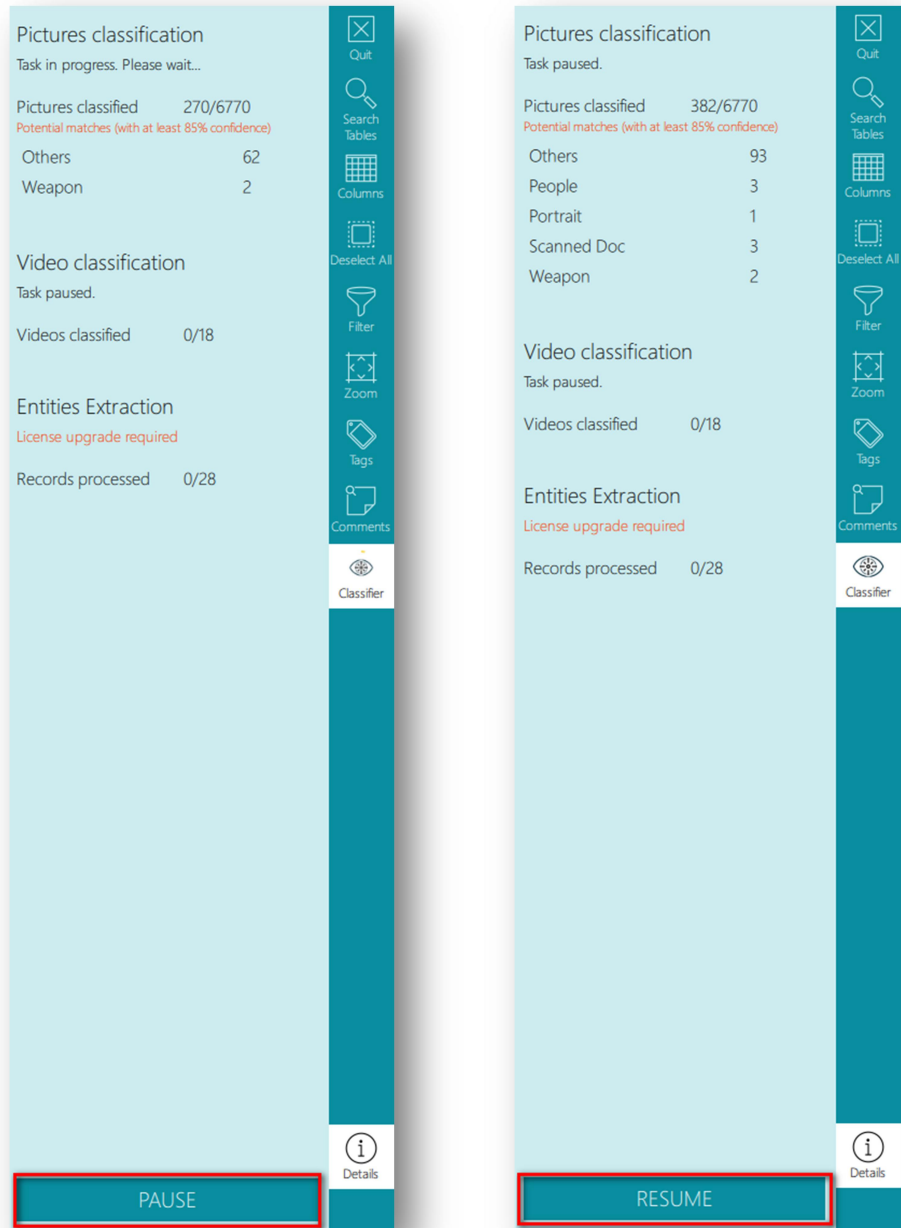 Pictures classification
Task in progress. Please wait...
Pictures classified 270/6770
Potential matches (with at least 85% confidence)
Others 62
Weapon 2
Video classification
Task paused.
Videos classified 0/18
Entities Extraction
License upgrade required
Records processed 0/28
PAUSE
Quit
Search
Tables
Columns
Deselect All
Filter
Zoom
Tags
Comments
Classifier
Details
Pictures classification
Task paused.
Pictures classified 382/6770
Potential matches (with at least 85% confidence)
Others 93
People 3
Portrait 1
Scanned Doc 3
Weapon 2
Video classification
Task paused.
Videos classified 0/18
Entities Extraction
License upgrade required
Records processed 0/28
RESUME
Quit
Search
Tables
Columns
Deselect All
Filter
Zoom
Tags
Comments
Classifier
Details